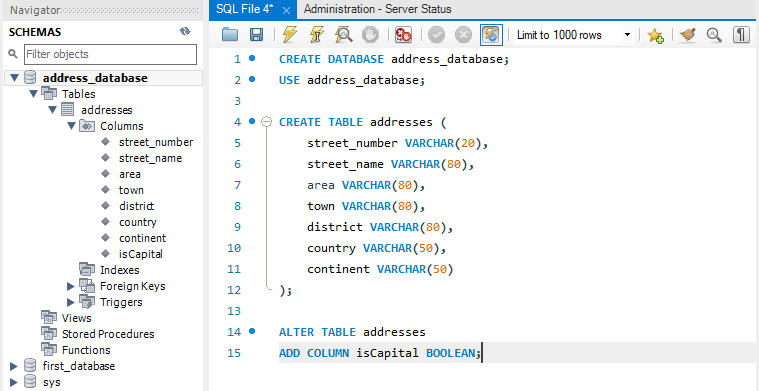 Navigator
SCHEMAS
Filter objects
address_database
Tables
addresses
Columns
street_number
street_name
area
town
district
country
continent
isCapital
Indexes
Foreign Keys
Triggers
Views
Stored Procedures
Functions
first_database
sys
SQL File 4* × Administration - Server Status
Limit to 1000 rows
1 CREATE DATABASE address_database;
2 USE address_database;
3
4 CREATE TABLE addresses (
5 street_number VARCHAR(20),
6 street_name VARCHAR(80),
7 area VARCHAR(80),
8 town VARCHAR(80),
9 district VARCHAR(80),
10 country VARCHAR(50),
11 continent VARCHAR(50)
12 );
13
14 ALTER TABLE addresses
15 ADD COLUMN isCapital BOOLEAN;